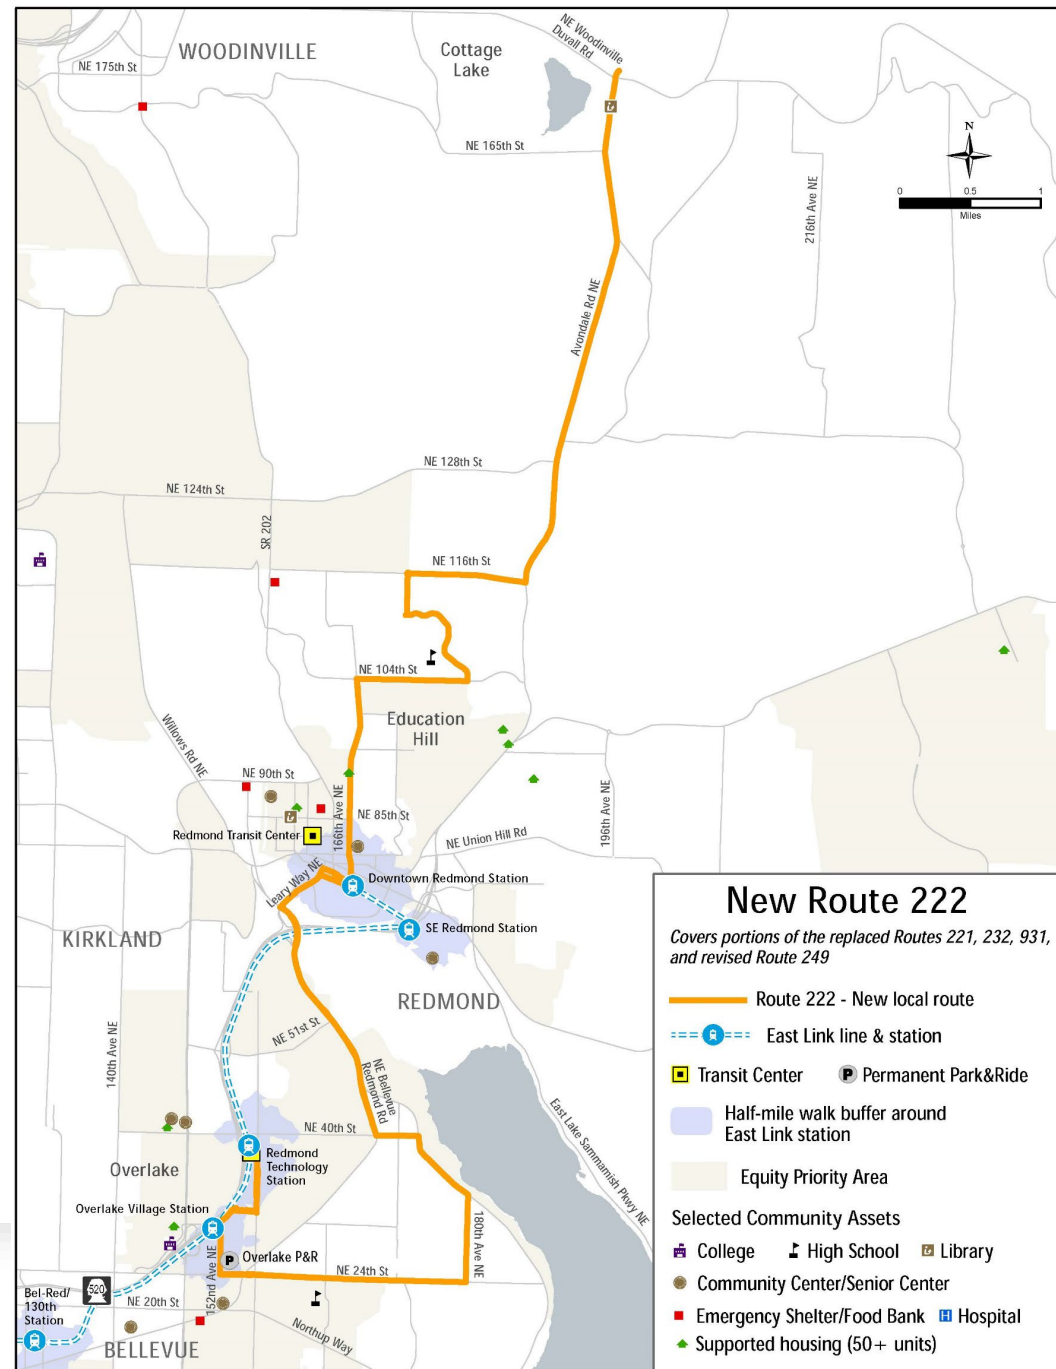 WOODINVILLE
NE 175th St
Cottage
Lake
NE Woodinville
Duvall Rd
NE 165th St
N
0 0.5 1
Miles
216th Ave NE
Avondale Rd NE
NE 128th St
NE 124th St
SR 202
NE 116th St
NE 104th St
Education
Hill
Willows Rd NE
NE 90th St
166th Ave NE
NE 85th St
196th Ave NE
Redmond Transit Center
NE Union Hill Rd
Leary Way NE
Downtown Redmond Station
SE Redmond Station
KIRKLAND
REDMOND
NE 51st St
140th Ave NE
NE Bellevue
Redmond Rd
East Lake Sammamish Pkwy NE
NE 40th St
Redmond
Technology
Station
Overlake
Overlake Village Station
180th Ave NE
P
Overlake P&R
NE 24th St
152nd Ave NE
520
Bel-Red/
130th
Station
NE 20th St
Northup Way
BELLEVUE
New Route 222
Covers portions of the replaced Routes 221, 232, 931,
and revised Route 249
Route 222 - New local route
East Link line & station
Transit Center
P Permanent Park&Ride
Half-mile walk buffer around
East Link station
Equity Priority Area
Selected Community Assets
College
High School
Library
Community Center/Senior Center
Emergency Shelter/Food Bank
H Hospital
Supported housing (50+ units)